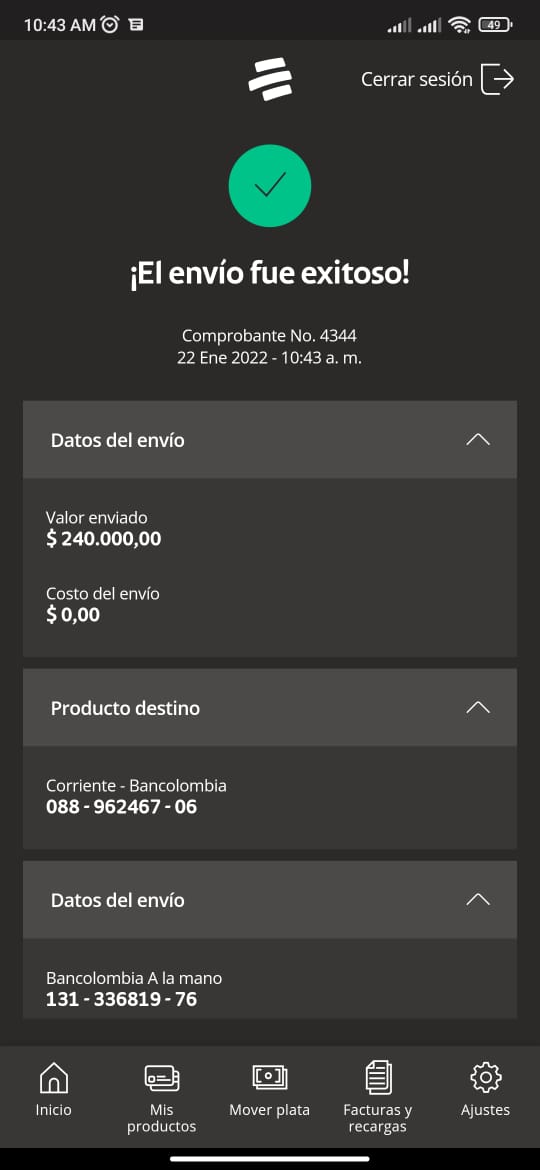 10:43 AM
49
Cerrar sesión
¡El envío fue exitoso!
Comprobante No. 4344
22 Ene 2022 - 10:43 a. m.
Datos del envío
Valor enviado
$ 240.000,00
Costo del envío
$ 0,00
Producto destino
Corriente - Bancolombia
088 - 962467 - 06
Datos del envío
Bancolombia A la mano
131 - 336819 - 76
Inicio
Mis productos
Mover plata
Facturas y recargas
Ajustes